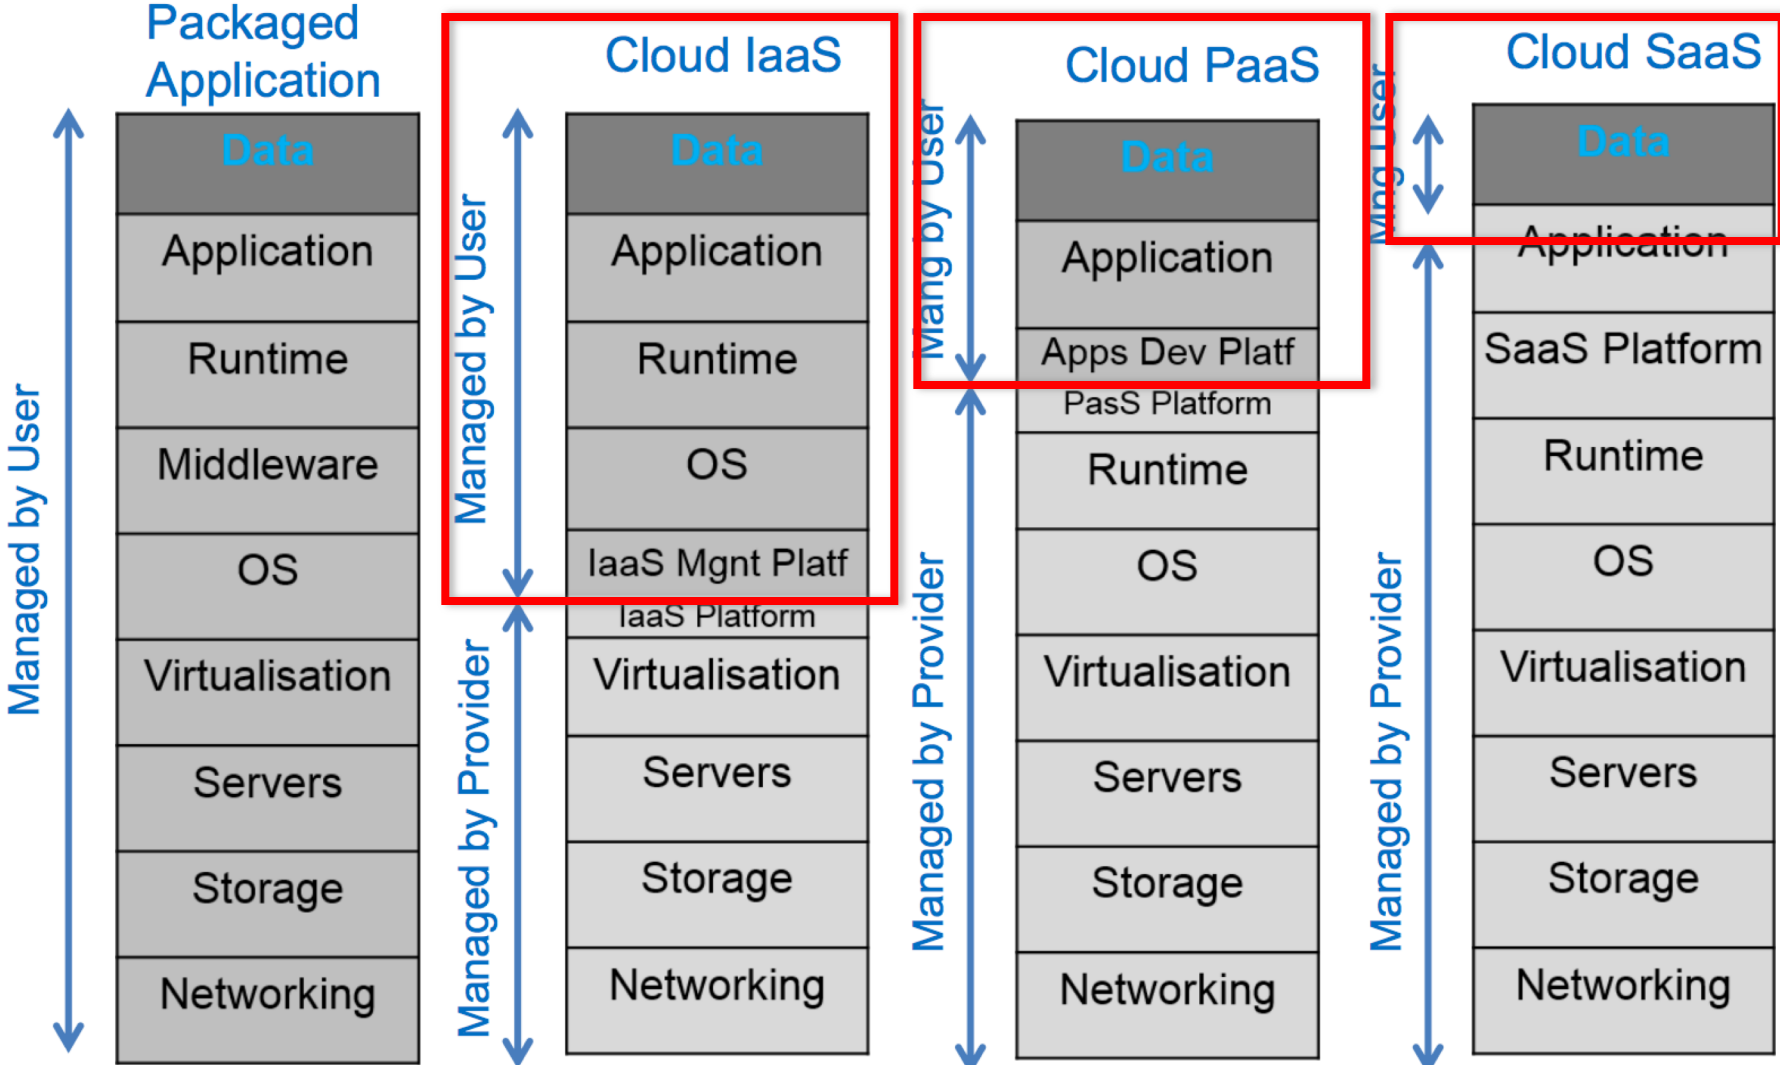 Packaged
Application
Managed by User
Data
Application
Runtime
Middleware
OS
Virtualisation
Servers
Storage
Networking
Cloud IaaS
Managed by User
Managed by Provider
Data
Application
Runtime
OS
IaaS Mgnt Platf
IaaS Platform
Virtualisation
Servers
Storage
Networking
Cloud PaaS
Mang by User
Managed by Provider
Data
Application
Apps Dev Platf
PasS Platform
Runtime
OS
Virtualisation
Servers
Storage
Networking
Cloud SaaS
Mng User
Managed by Provider
Data
Application
SaaS Platform
Runtime
OS
Virtualisation
Servers
Storage
Networking